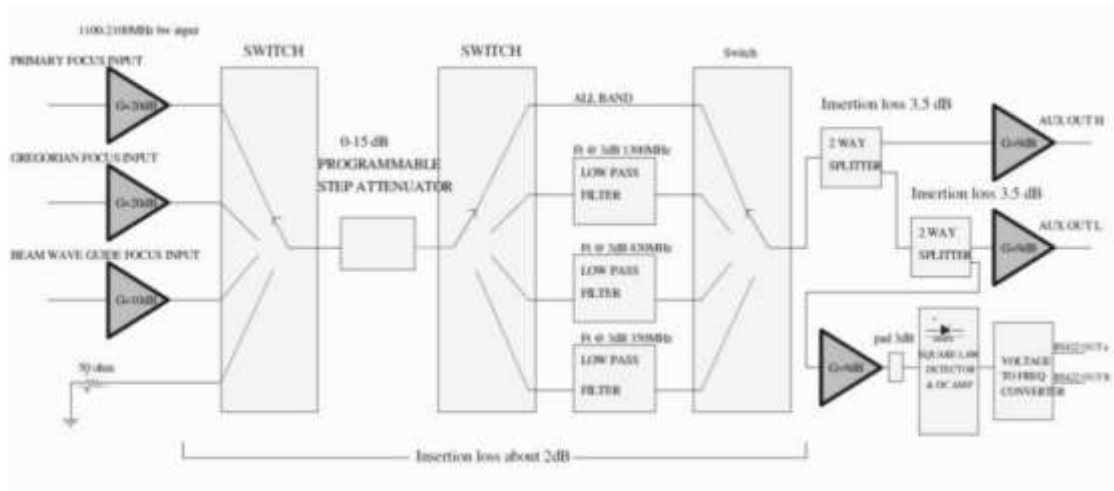 1100-2100MHz bw input
SWITCH
SWITCH
Switch
PRIMARY FOCUS INPUT
G=20dB
ALL BAND
Insertion loss 3.5 dB
AUX OUT H
G=9dB
2 WAY
SPLITTER
0-15 dB
PROGRAMMABLE
STEP ATTENUATOR
GREGORIAN FOCUS INPUT
G=20dB
LOW PASS
FILTER
Insertion loss 3.5 dB
AUX OUT L
G=9dB
2 WAY
SPLITTER
BEAM WAVE GUIDE FOCUS INPUT
G=10dB
LOW PASS
FILTER
50 ohm
LOW PASS
FILTER
G=9dB
pad 3dB
SQUARE LAW
DETECTOR
& DC AMP
VOLTAGE
TO FREQ-
CONVERTER
Insertion loss about 2dB